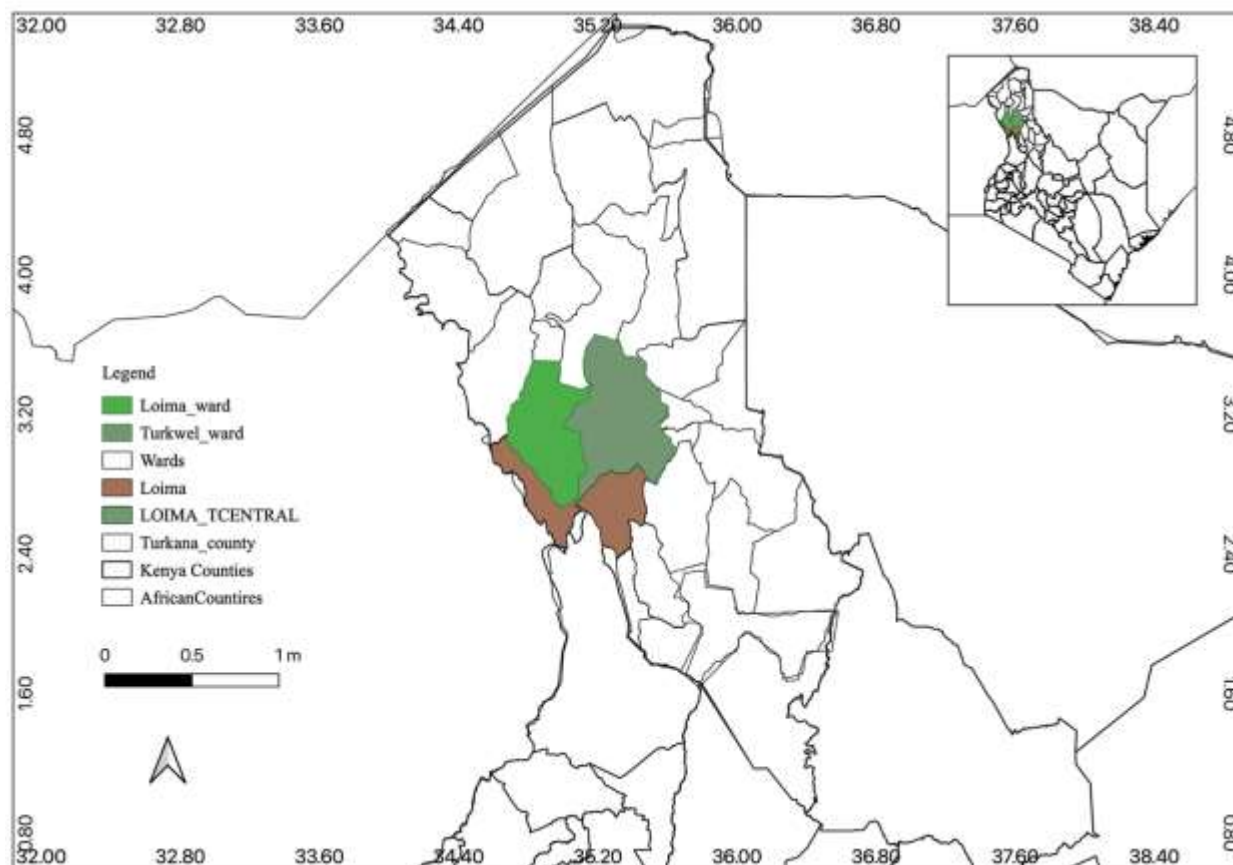 32.00 32.80 33.60 34.40 35.20 36.00 36.80 37.60 38.40
4.80 4.80
4.00 4.00
3.20 3.20
2.40 2.40
1.60 1.60
0.80 0.80
Legend
Loima_ward
Turkwel_ward
Wards
Loima
LOIMA_TCENTRAL
Turkana_county
Kenya Counties
AfricanCountires
0 0.5 1 m
32.00 32.80 33.60 34.40 35.20 36.00 36.80 37.60 38.40